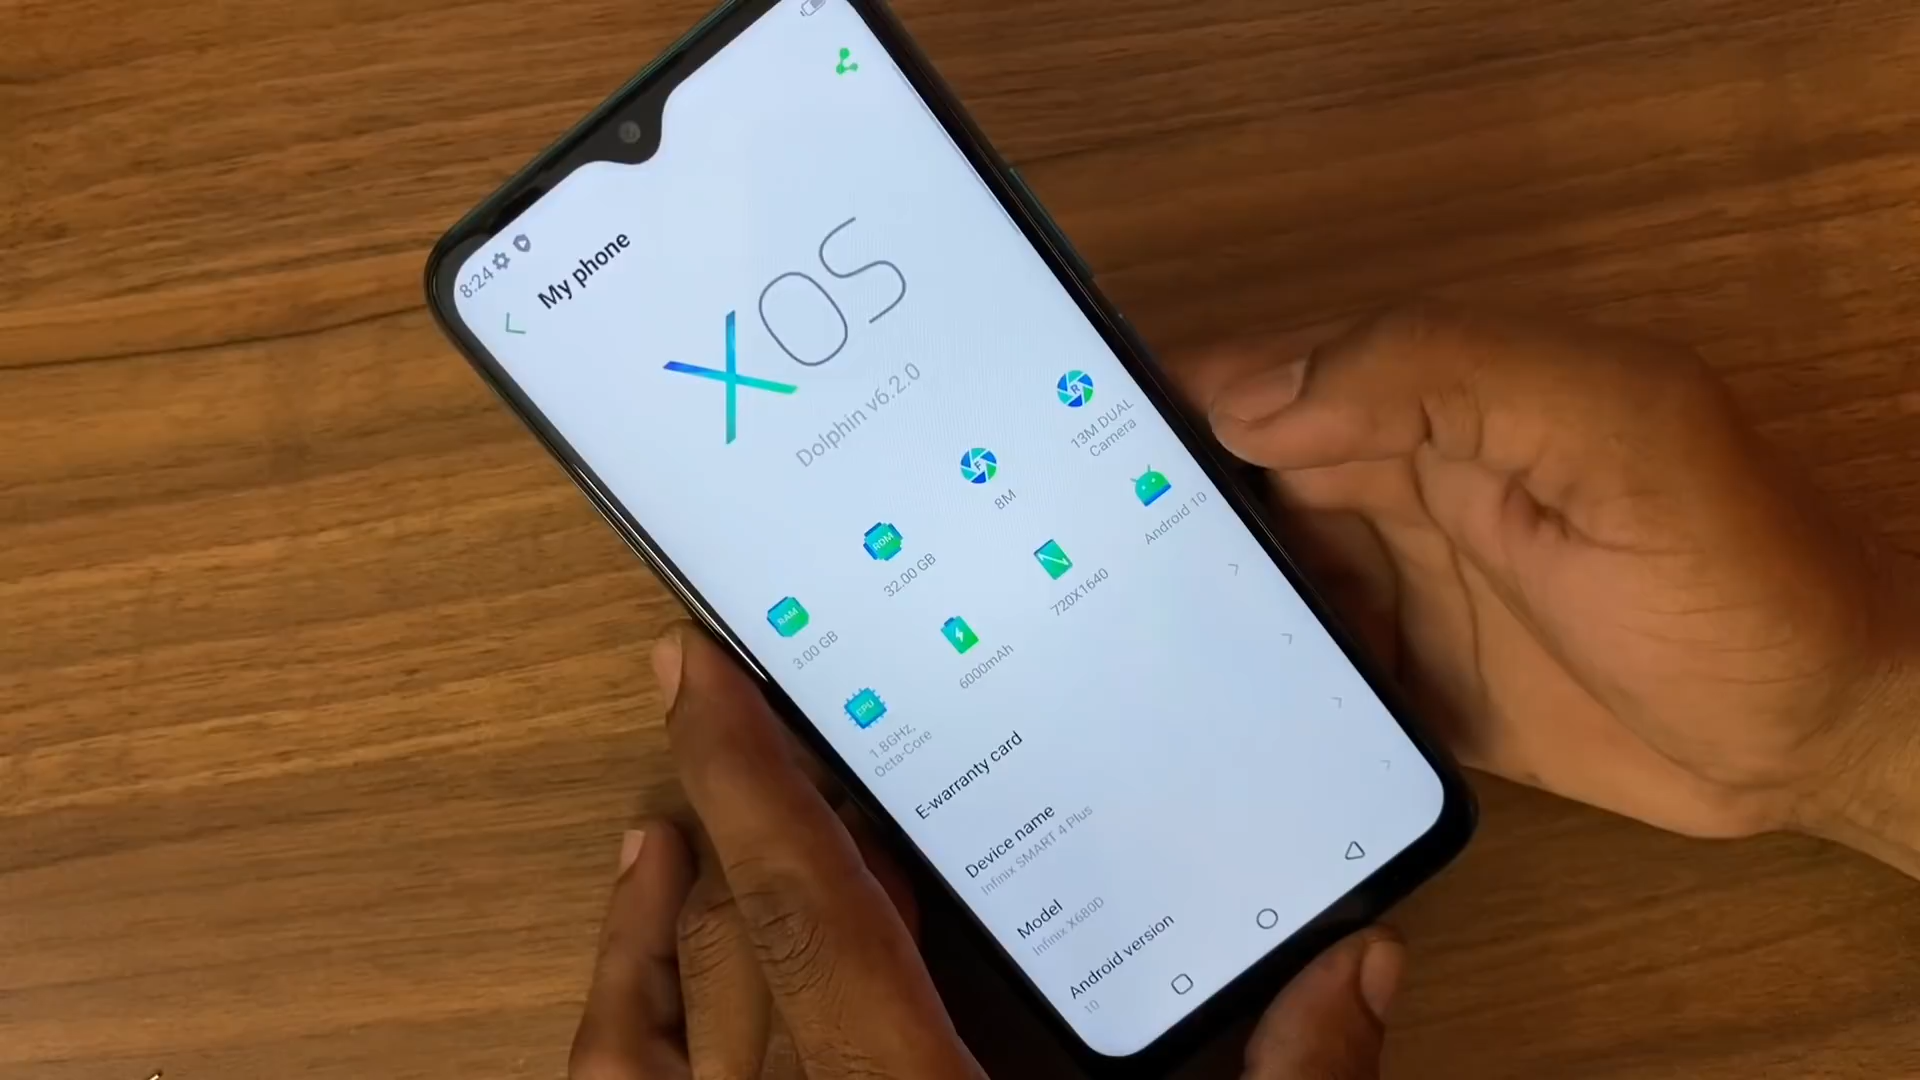 8:24
My phone
XOS
Dolphin v6.2.0
RAM
3.00 GB
ROM
32.00 GB
F
8M
R
13M DUAL
Camera
CPU
1.8GHz,
Octa-Core
6000mAh
720X1640
Android 10
E-warranty card
Device name
Infinix SMART 4 Plus
Model
Infinix X680D
Android version
10